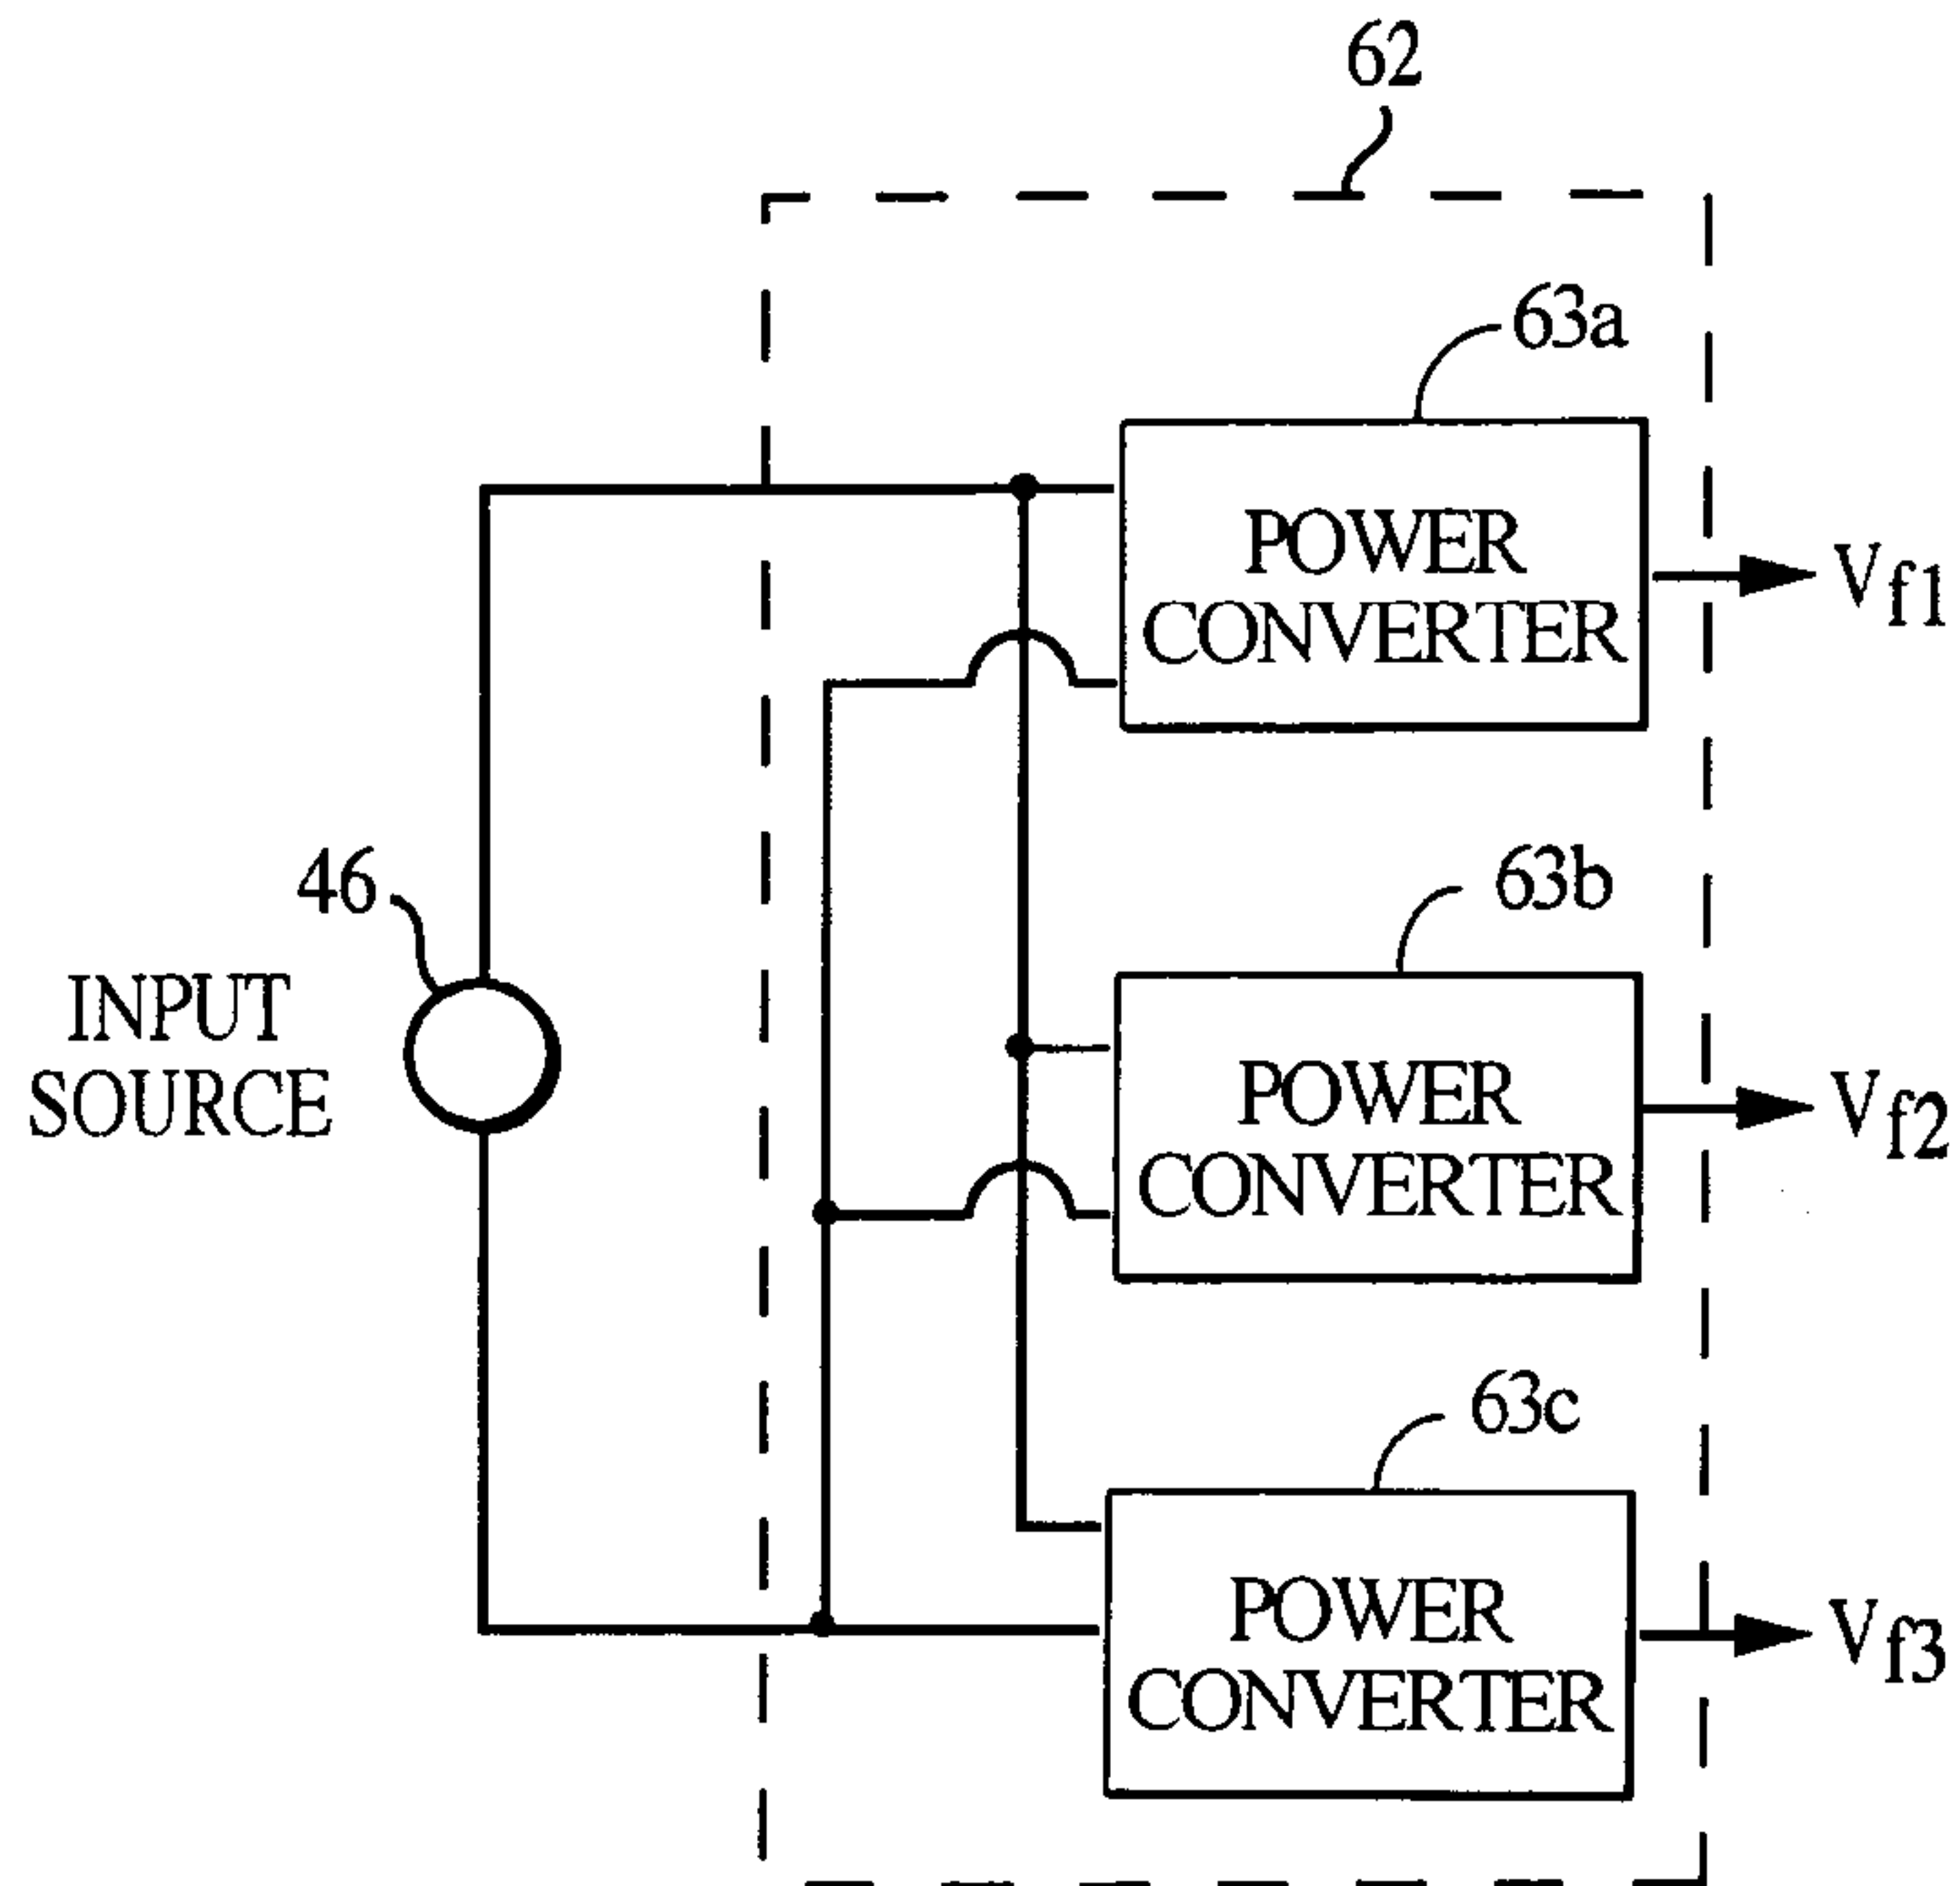 62
63a
POWER
CONVERTER
Vf1
46
INPUT
SOURCE
63b
POWER
CONVERTER
Vf2
63c
POWER
CONVERTER
Vf3